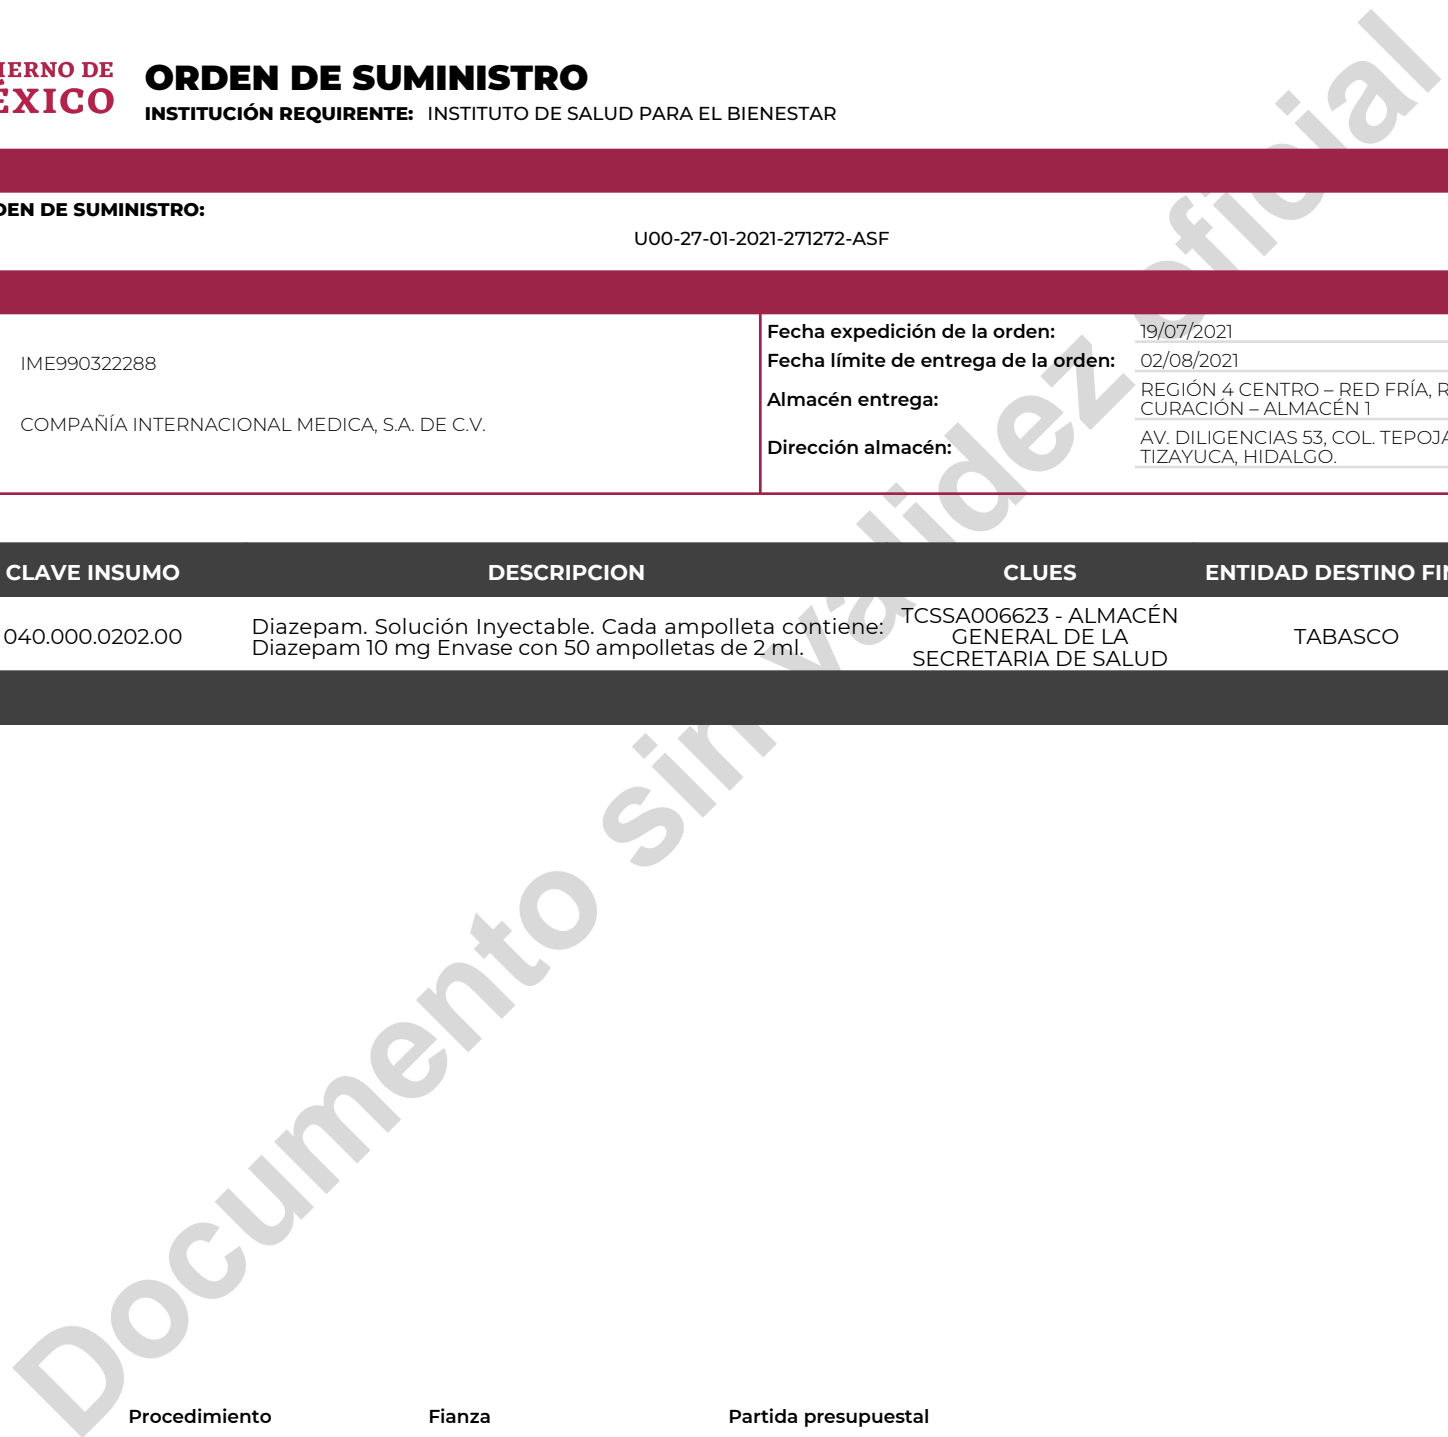 IERNO DE
ÉXICO
ORDEN DE SUMINISTRO
INSTITUCIÓN REQUIRENTE: INSTITUTO DE SALUD PARA EL BIENESTAR
DEN DE SUMINISTRO:
U00-27-01-2021-271272-ASF
IME990322288
COMPAÑÍA INTERNACIONAL MEDICA, S.A. DE C.V.
Fecha expedición de la orden: 19/07/2021
Fecha límite de entrega de la orden: 02/08/2021
Almacén entrega: REGIÓN 4 CENTRO – RED FRÍA, R
CURACIÓN – ALMACÉN 1
Dirección almacén: AV. DILIGENCIAS 53, COL. TEPOJA
TIZAYUCA, HIDALGO.
CLAVE INSUMO DESCRIPCION CLUES ENTIDAD DESTINO FIN
040.000.0202.00
Diazepam. Solución Inyectable. Cada ampolleta contiene:
Diazepam 10 mg Envase con 50 ampolletas de 2 ml.
TCSSA006623 - ALMACÉN
GENERAL DE LA
SECRETARIA DE SALUD
TABASCO
Documento sin validez oficial
Procedimiento Fianza Partida presupuestal